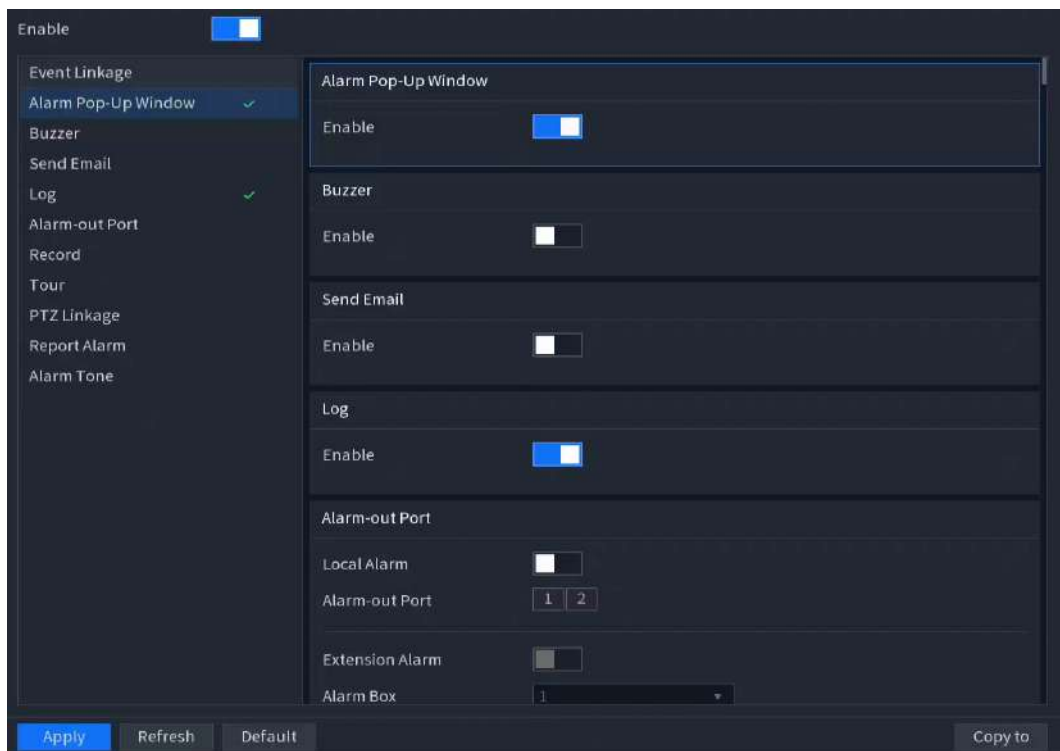 Enable
Event Linkage
Alarm Pop-Up Window
Buzzer
Send Email
Log
Alarm-out Port
Record
Tour
PTZ Linkage
Report Alarm
Alarm Tone
Alarm Pop-Up Window
Enable
Buzzer
Enable
Send Email
Enable
Log
Enable
Alarm-out Port
Local Alarm
Alarm-out Port 1 2
Extension Alarm
Alarm Box 1
Apply Refresh Default Copy to